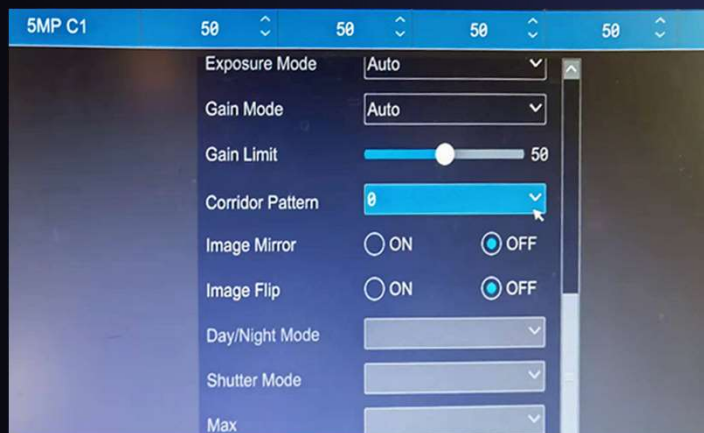 5MP C1 50 50 50 50
Exposure Mode Auto
Gain Mode Auto
Gain Limit 50
Corridor Pattern 0
Image Mirror ON OFF
Image Flip ON OFF
Day/Night Mode
Shutter Mode
Max